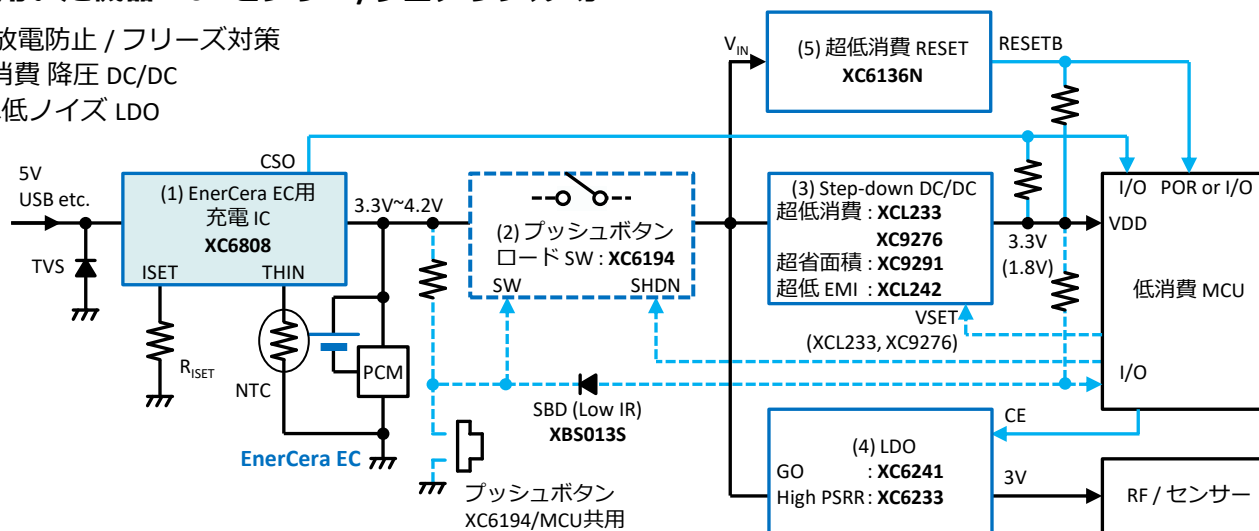 放電防止 / フリーズ対策
消費 降圧 DC/DC
低ノイズ LDO
5V
USB etc.
TVS
CSO
(1) EnerCera EC用
充電 IC
XC6808
ISET
THIN
RISET
NTC
PCM
EnerCera EC
3.3V~4.2V
(2) プッシュボタン
ロード SW : XC6194
SW
SHDN
SBD (Low IR)
XBS013S
プッシュボタン
XC6194/MCU共用
VIN
(5) 超低消費 RESET
XC6136N
RESETB
(3) Step-down DC/DC
超低消費 : XCL233
XC9276
超省面積 : XC9291
超低 EMI : XCL242
VSET
(XCL233, XC9276)
3.3V
(1.8V)
I/O
POR or I/O
VDD
低消費 MCU
I/O
CE
(4) LDO
GO : XC6241
High PSRR : XC6233
3V
RF / センサー